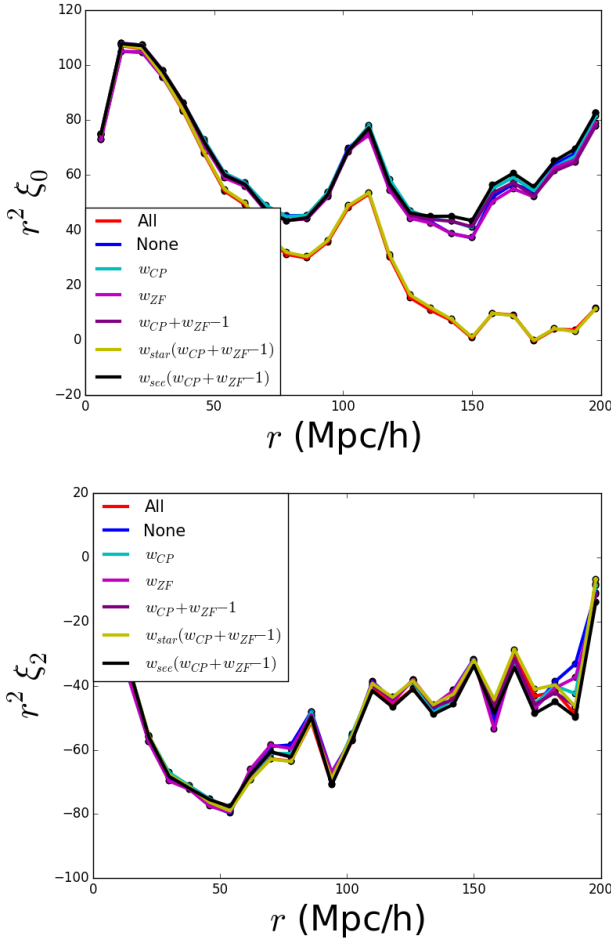 120
100
80
60
40
20
0
−20
r² ξ₀
All
None
w_CP
w_ZF
w_CP+w_ZF−1
w_star(w_CP+w_ZF−1)
w_see(w_CP+w_ZF−1)
0 50 100 150 200
r (Mpc/h)
20
0
−20
−40
−60
−80
−100
r² ξ₂
All
None
w_CP
w_ZF
w_CP+w_ZF−1
w_star(w_CP+w_ZF−1)
w_see(w_CP+w_ZF−1)
0 50 100 150 200
r (Mpc/h)